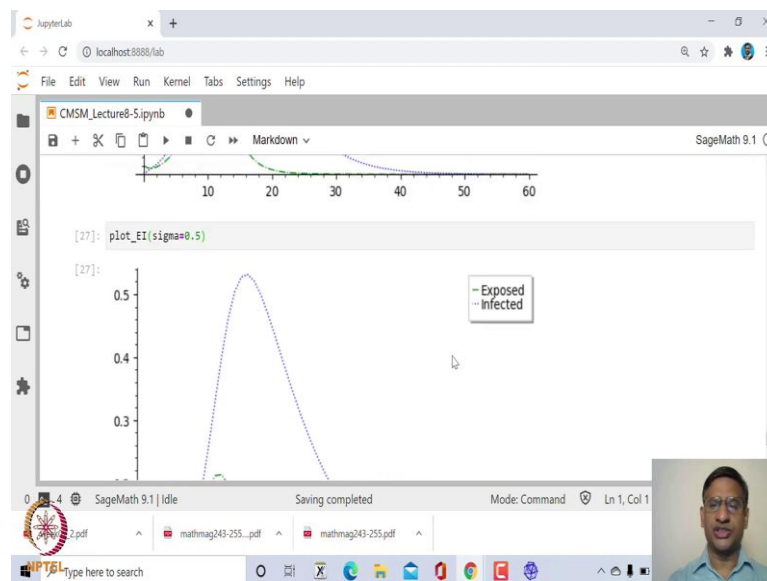 JupyterLab
localhost:8888/lab
File Edit View Run Kernel Tabs Settings Help
CMSM_Lecture8-5.ipynb
Markdown
SageMath 9.1
10 20 30 40 50 60
[27]: plot_EI(sigma=0.5)
[27]:
0.5
Exposed
Infected
0.4
0.3
0 4 SageMath 9.1 | Idle Saving completed Mode: Command Ln 1, Col 1
2.pdf mathmag243-255...pdf mathmag243-255.pdf
NPTEL
Type here to search